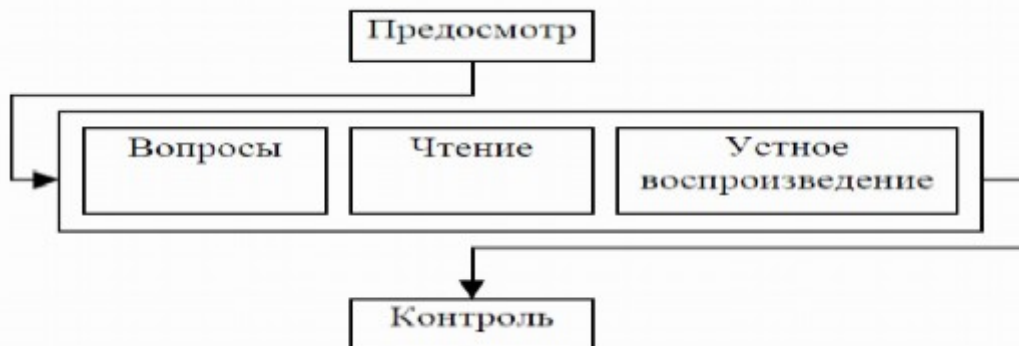 Предосмотр
Вопросы
Чтение
Устное
воспроизведение
Контроль